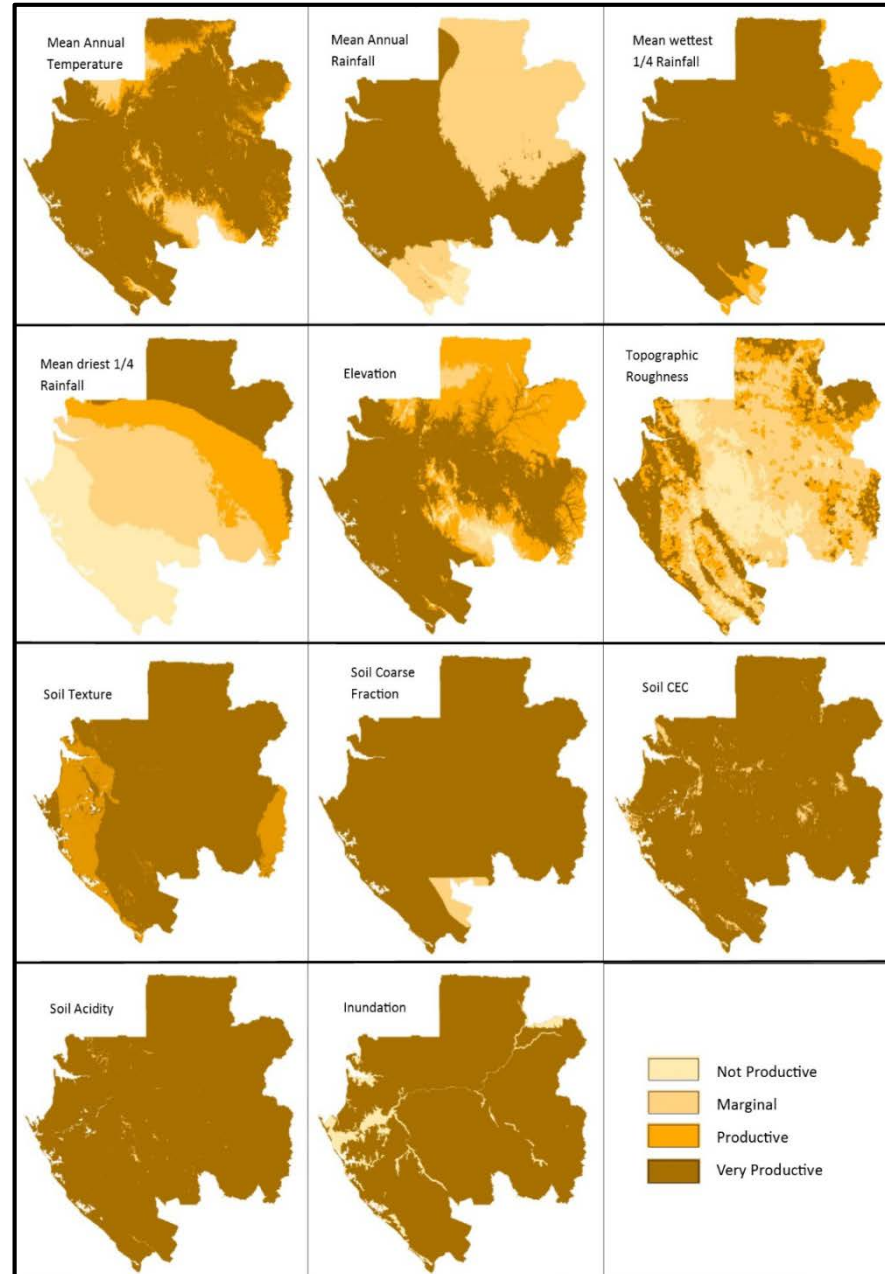 Mean Annual
Temperature
Mean Annual
Rainfall
Mean wettest
1/4 Rainfall
Mean driest 1/4
Rainfall
Elevation
Topographic
Roughness
Soil Texture
Soil Coarse
Fraction
Soil CEC
Soil Acidity
Inundation
Not Productive
Marginal
Productive
Very Productive